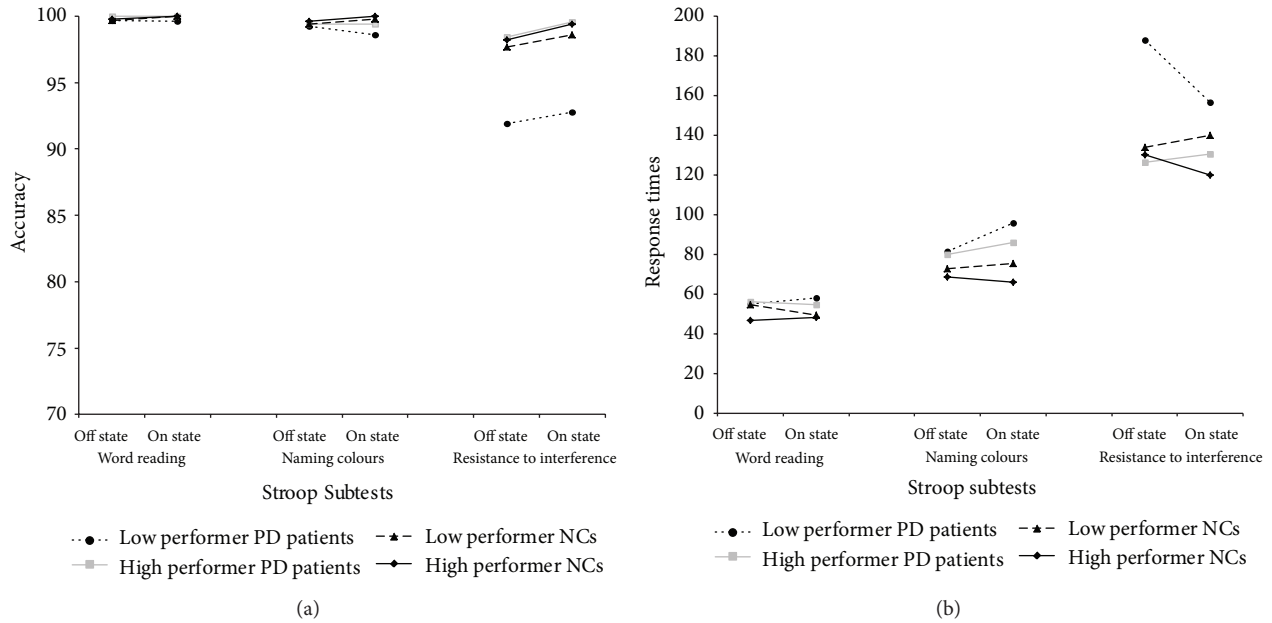 100
95
90
85
80
75
70
Accuracy
Off state On state Off state On state Off state On state
Word reading Naming colours Resistance to interference
Stroop Subtests
Low performer PD patients Low performer NCs
High performer PD patients High performer NCs
(a)
200
180
160
140
120
100
80
60
40
20
0
Response times
Off state On state Off state On state Off state On state
Word reading Naming colours Resistance to interference
Stroop subtests
Low performer PD patients Low performer NCs
High performer PD patients High performer NCs
(b)